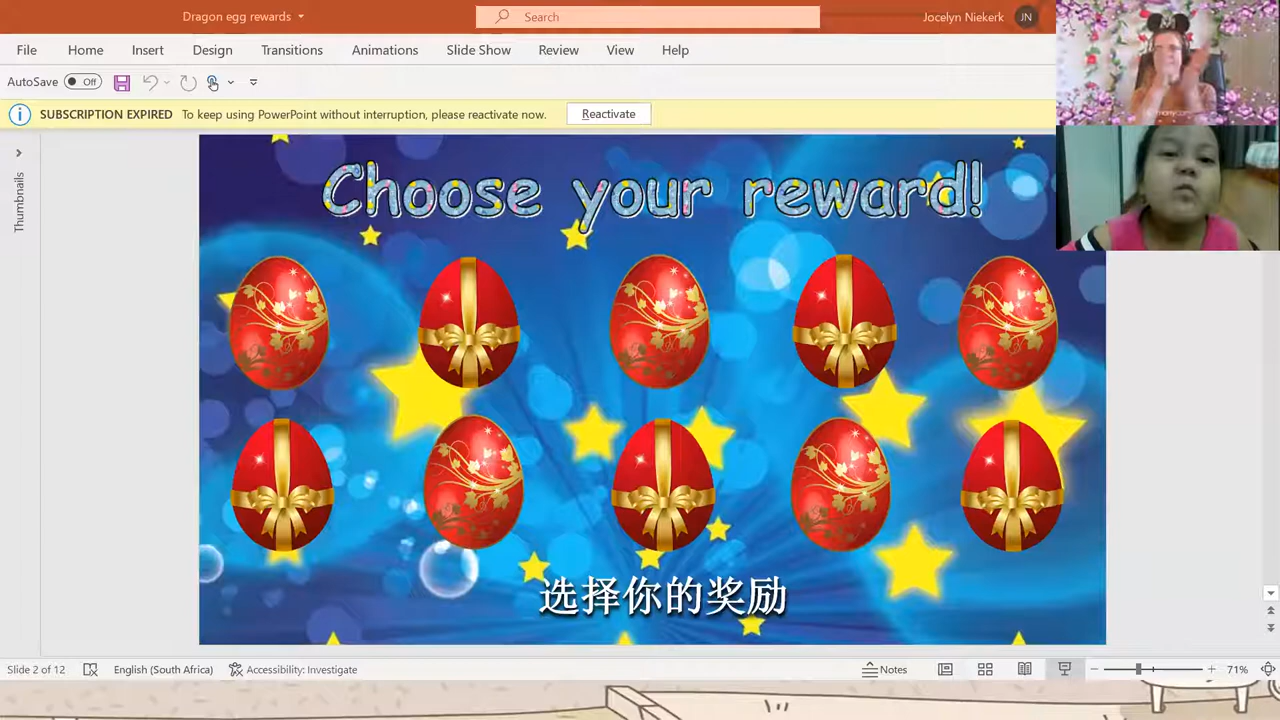 Dragon egg rewards
Search
Jocelyn Niekerk
JN
File Home Insert Design Transitions Animations Slide Show Review View Help
AutoSave Off
SUBSCRIPTION EXPIRED To keep using PowerPoint without interruption, please reactivate now. Reactivate
Thumbnails
Choose your reward!
选择你的奖励
Slide 2 of 12 English (South Africa) Accessibility: Investigate Notes 71%